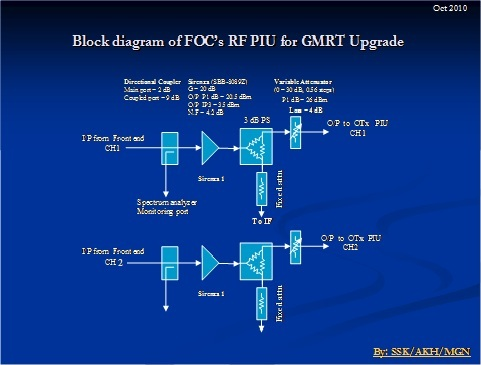 Oct 2010
Block diagram of FOC's RF PIU for GMRT Upgrade
Directional Coupler
Main port – 2 dB
Coupled port – 9 dB
Sirenza (SBB-3089Z)
G – 20 dB
O/P P1 dB – 20.5 dBm
O/P IP3 – 35 dBm
N.F – 4.2 dB
Variable Attenuator
(0 – 30 dB, 0.56 steps)
P1 dB – 26 dBm
Loss = 4 dB
3 dB PS
O/P to OTx PIU
CH1
I/P from Front end
CH1
Sirenza 1
Fixed attn
Spectrum analyzer
Monitoring port
To IF
O/P to OTx PIU
CH2
I/P from Front end
CH 2
Sirenza 1
Fixed attn
By: SSK/AKH/MGN